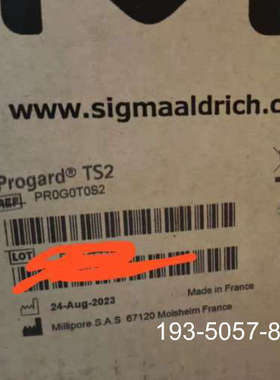 www.sigmaaldrich.c
Progard® TS2
REF PR0G0T0S2
LOT
24-Aug-2023
Millipore S.A.S 67120 Molsheim France
Made in France
193-5057-8